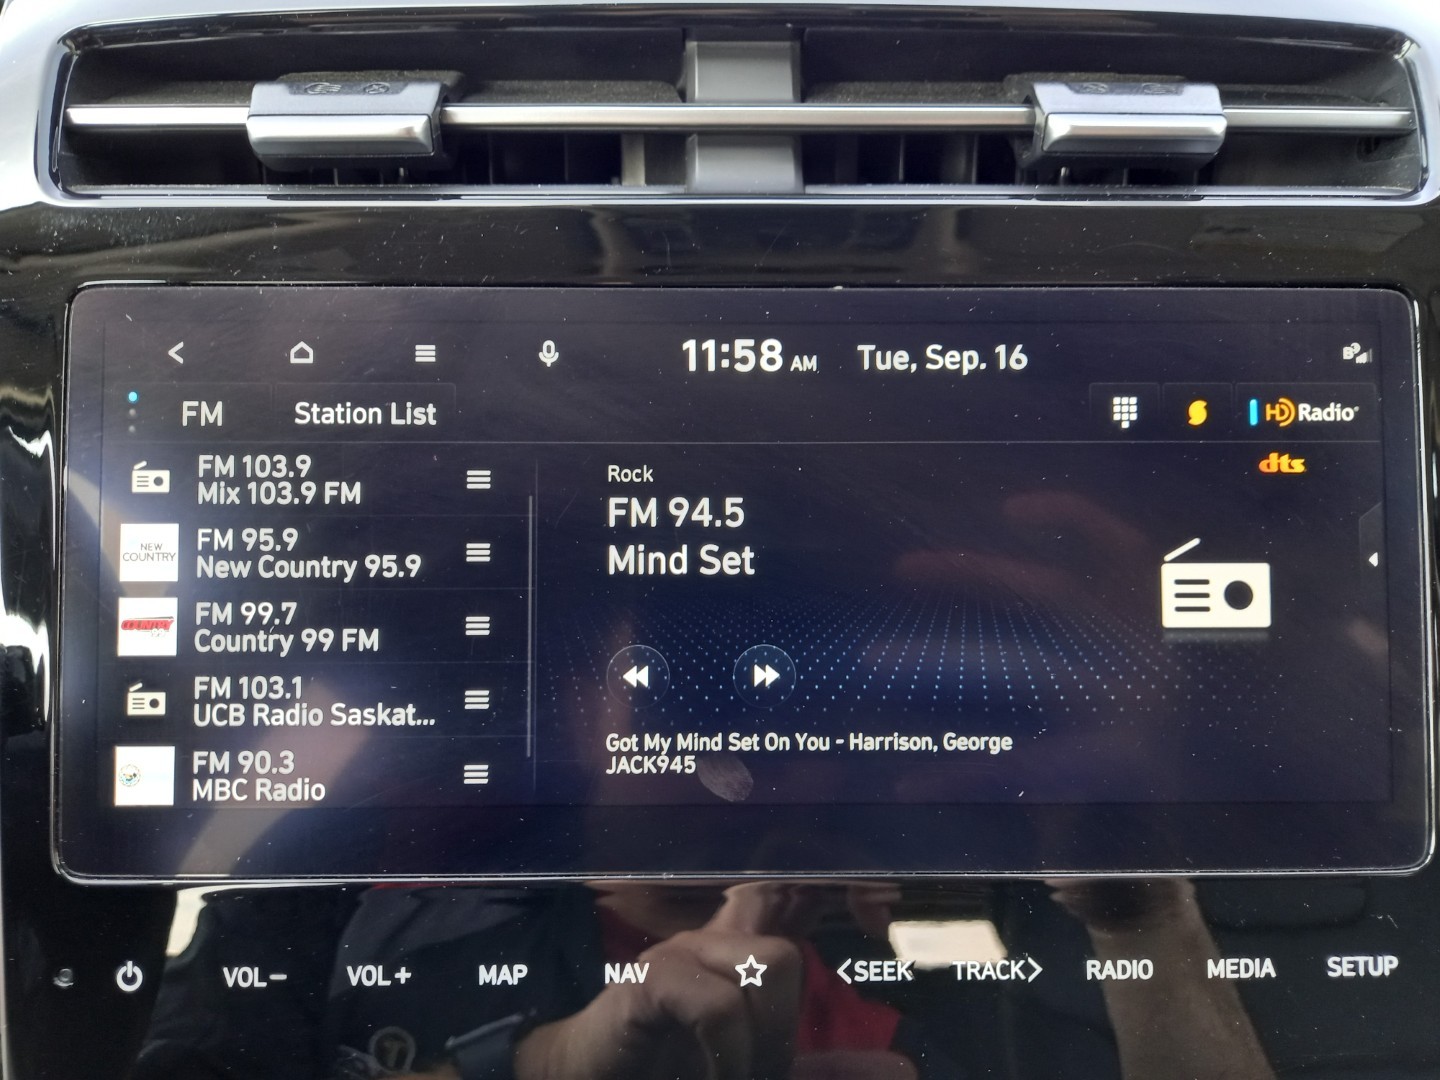 11:58 AM Tue, Sep. 16
FM Station List HD Radio
dts
FM 103.9
Mix 103.9 FM
NEW COUNTRY
FM 95.9
New Country 95.9
FM 99.7
Country 99 FM
FM 103.1
UCB Radio Saskat...
FM 90.3
MBC Radio
Rock
FM 94.5
Mind Set
Got My Mind Set On You - Harrison, George
JACK945
VOL− VOL+ MAP NAV <SEEK TRACK> RADIO MEDIA SETUP